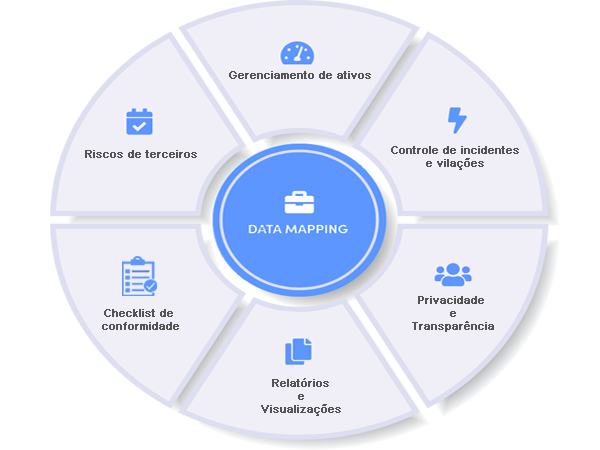 Gerenciamento de ativos
Controle de incidentes
e vilações
Privacidade
e
Transparência
Relatórios
e
Visualizações
Checklist de
conformidade
Riscos de terceiros
DATA MAPPING